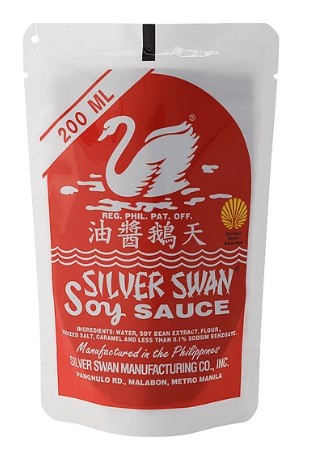 200 ML
®
REG. PHIL. PAT. OFF.
油醬鵝天
SILVER SWAN
Soy SAUCE
INGREDIENTS: WATER, SOY BEAN EXTRACT, FLOUR,
IODIZED SALT, CARAMEL AND LESS THAN 0.1% SODIUM BENZOATE.
Manufactured in the Philippines
SILVER SWAN MANUFACTURING CO., INC.
PANGHULO RD., MALABON, METRO MANILA